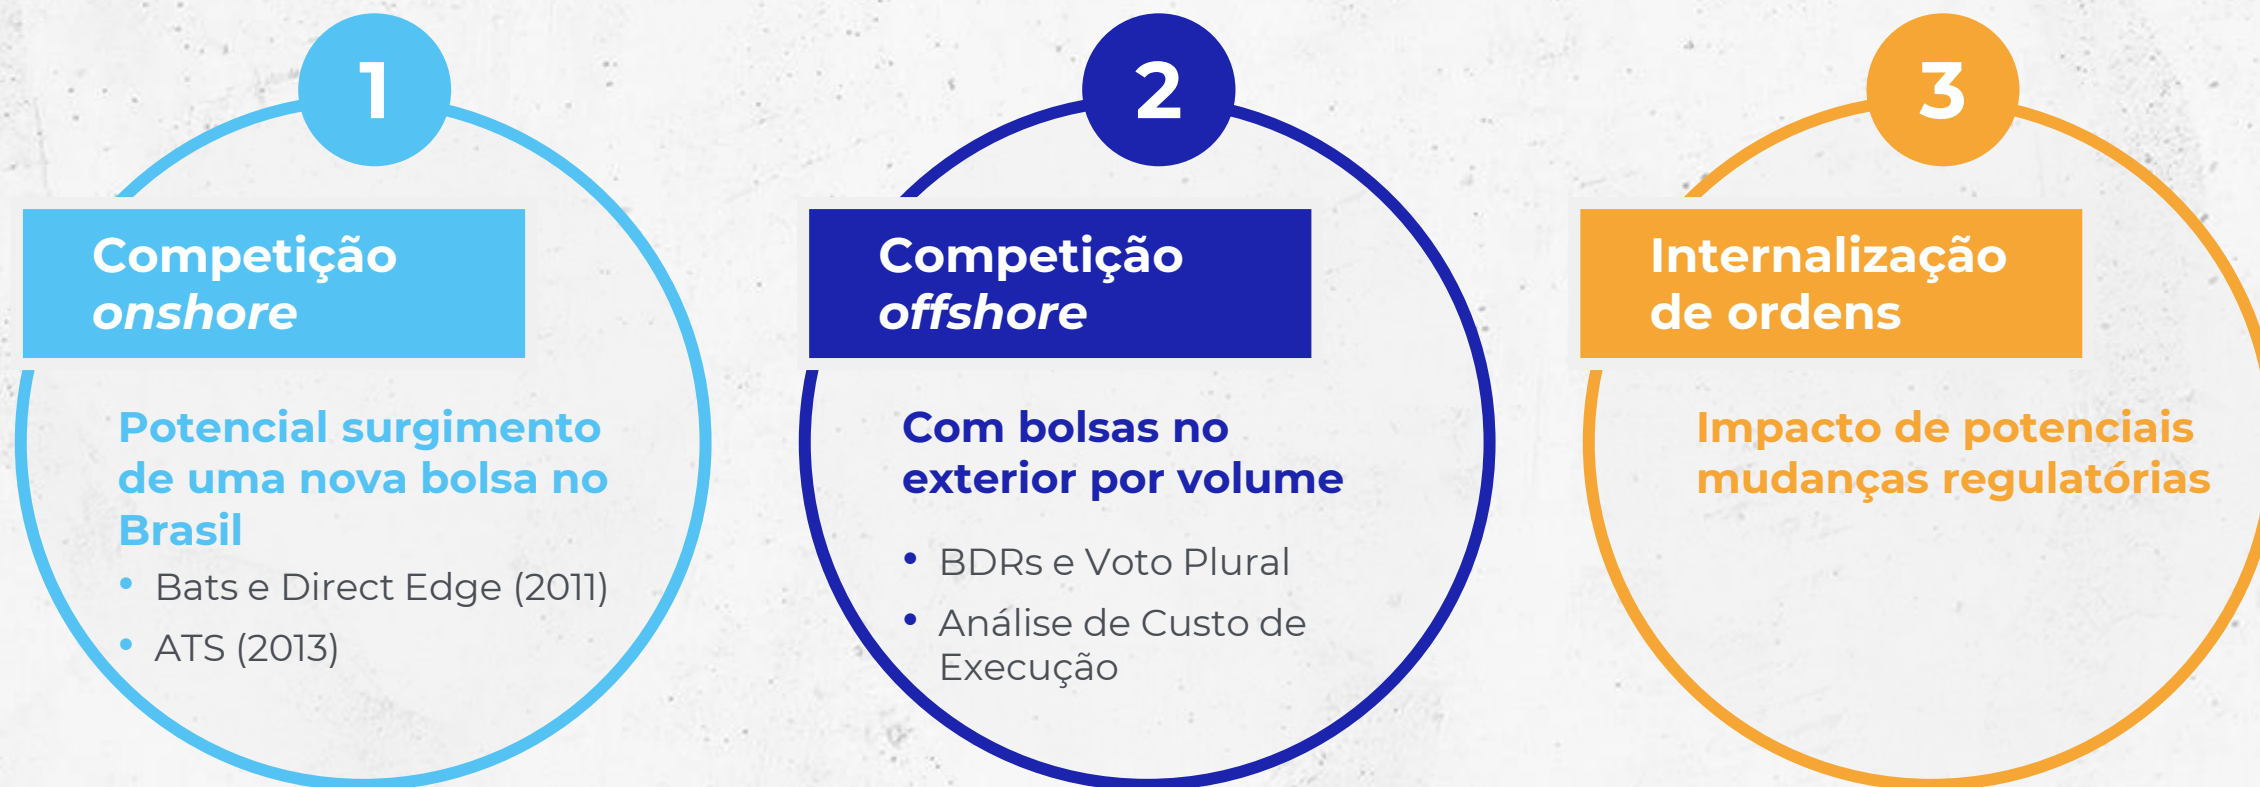 1
Competição
onshore
Potencial surgimento
de uma nova bolsa no
Brasil
• Bats e Direct Edge (2011)
• ATS (2013)
2
Competição
offshore
Com bolsas no
exterior por volume
• BDRs e Voto Plural
• Análise de Custo de
Execução
3
Internalização
de ordens
Impacto de potenciais
mudanças regulatórias